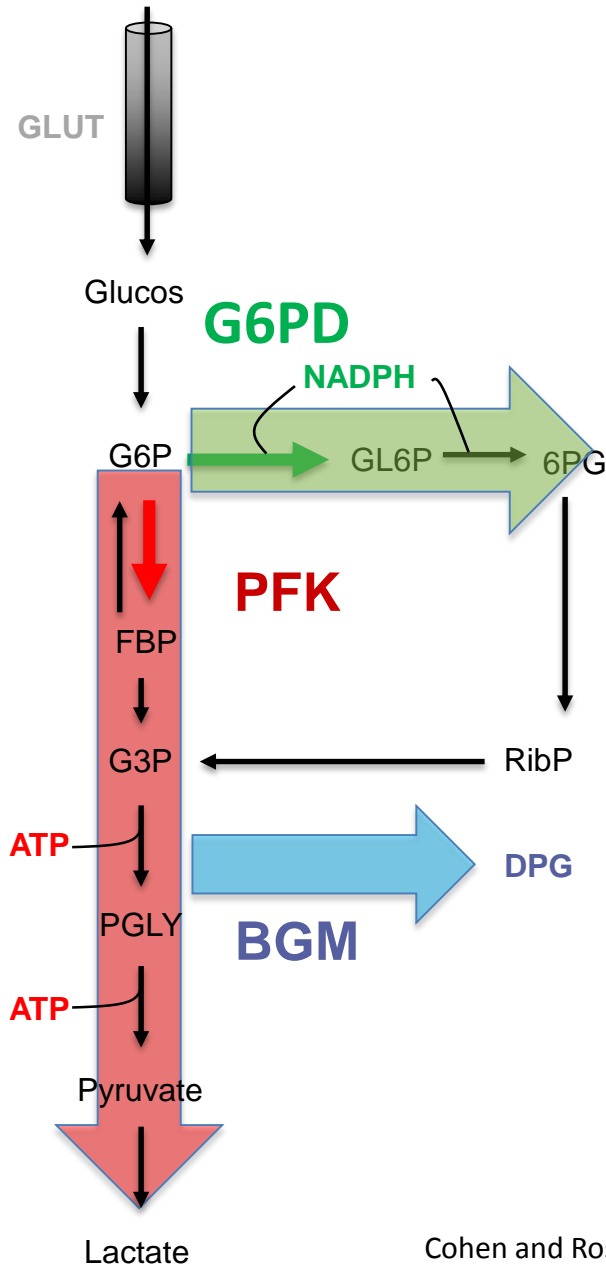 GLUT
Glucos
G6PD
NADPH
G6P
GL6P
6PG
PFK
FBP
G3P
RibP
ATP
DPG
PGLY
BGM
ATP
Pyruvate
Lactate
Cohen and